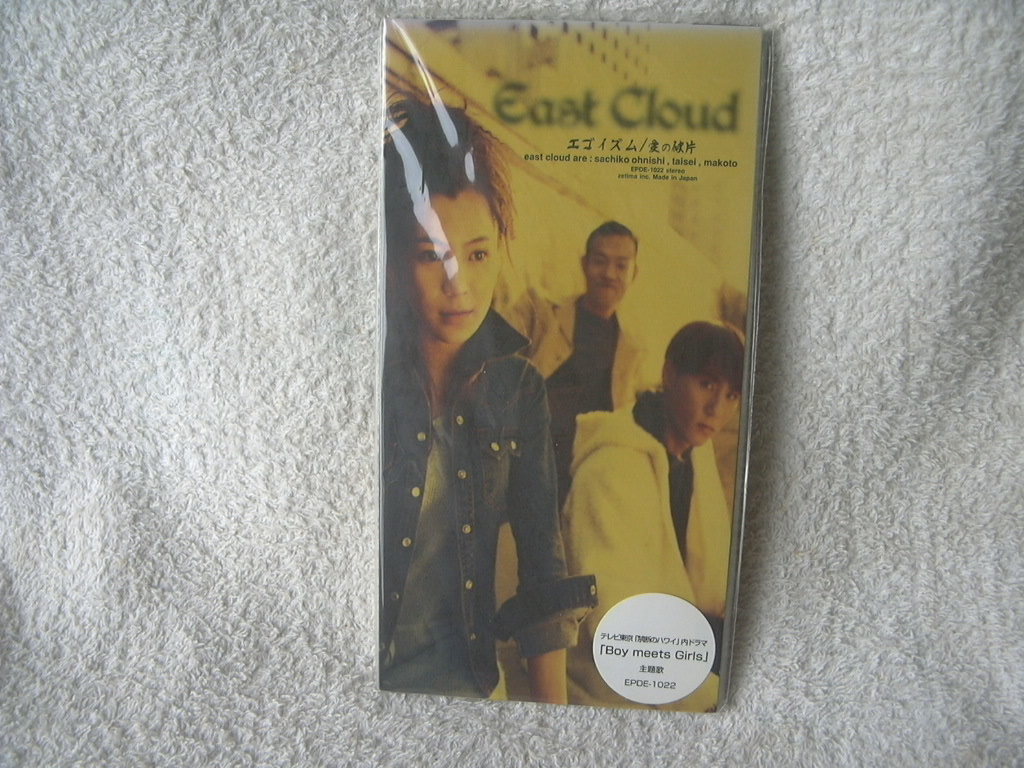 East Cloud
エゴイズム/愛の破片
east cloud are : sachiko ohnishi , taisei , makoto
EPDE-1022 stereo
zetima inc. Made in Japan
テレビ東京「禁断のハワイ」内ドラマ
「Boy meets Girls」
主題歌
EPDE-1022